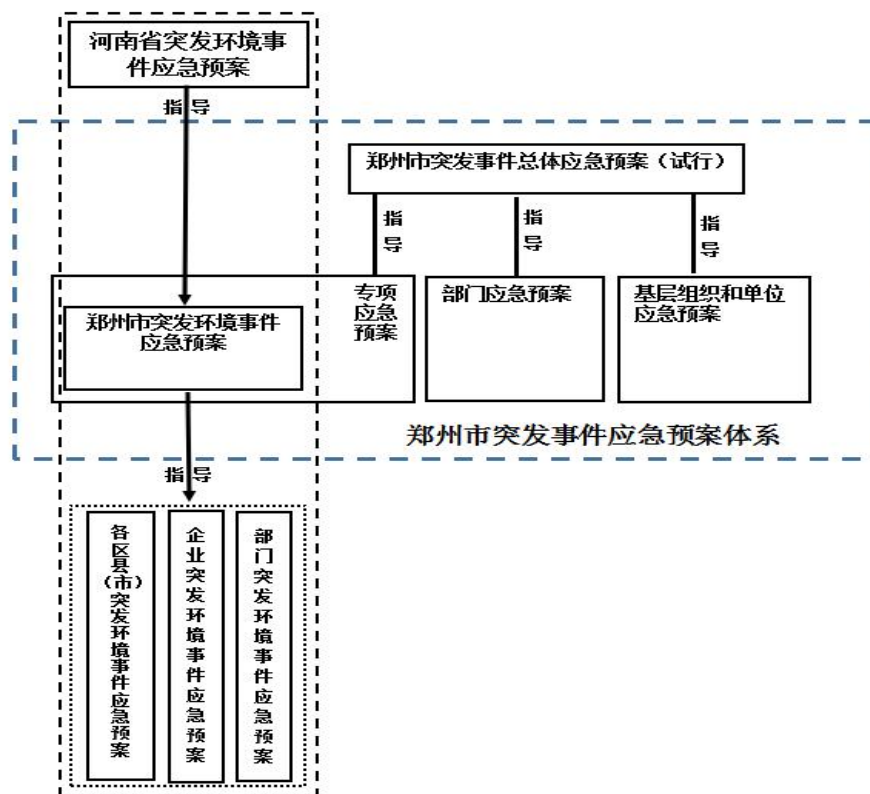 河南省突发环境事
件应急预案
指导
郑州市突发事件总体应急预案（试行）
指导
指导
指导
专项
应急
预案
部门应急预案
基层组织和单位
应急预案
郑州市突发环境事件
应急预案
郑州市突发事件应急预案体系
指导
各区县（市）突发环境事件应急预案
企业突发环境事件应急预案
部门突发环境事件应急预案